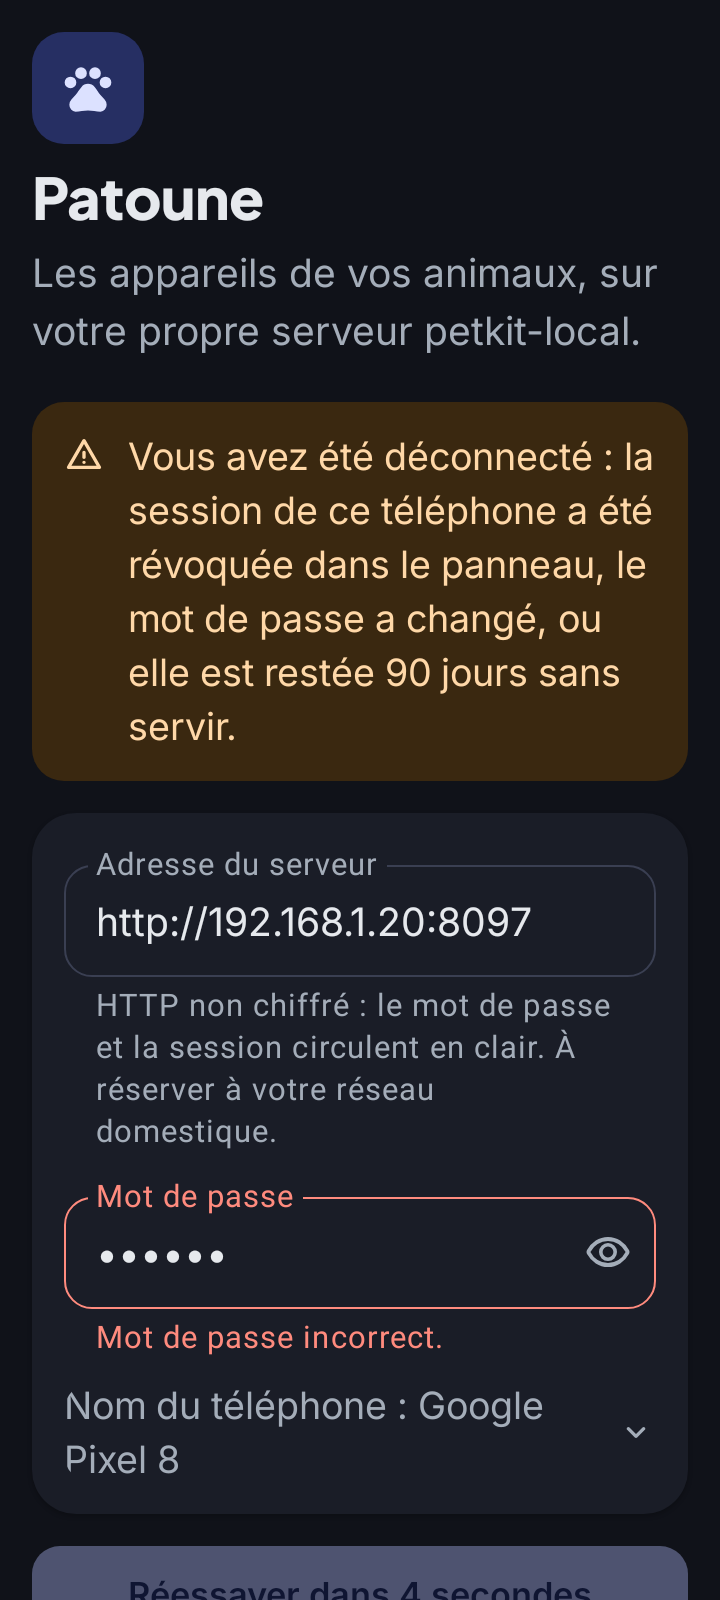 Patoune
Les appareils de vos animaux, sur
votre propre serveur petkit-local.
Vous avez été déconnecté : la
session de ce téléphone a été
révoquée dans le panneau, le
mot de passe a changé, ou
elle est restée 90 jours sans
servir.
Adresse du serveur
http://192.168.1.20:8097
HTTP non chiffré : le mot de passe
et la session circulent en clair. À
réserver à votre réseau
domestique.
Mot de passe
••••••
Mot de passe incorrect.
Nom du téléphone : Google
Pixel 8
Réessayer dans 4 secondes